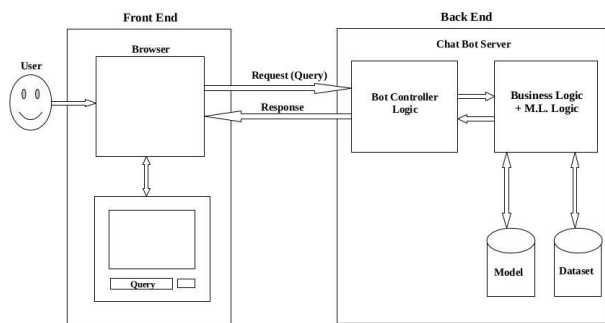 Front End
Back End
Browser
Chat Bot Server
User
Request (Query)
Response
Bot Controller
Logic
Business Logic
+ M.L. Logic
Query
Model
Dataset